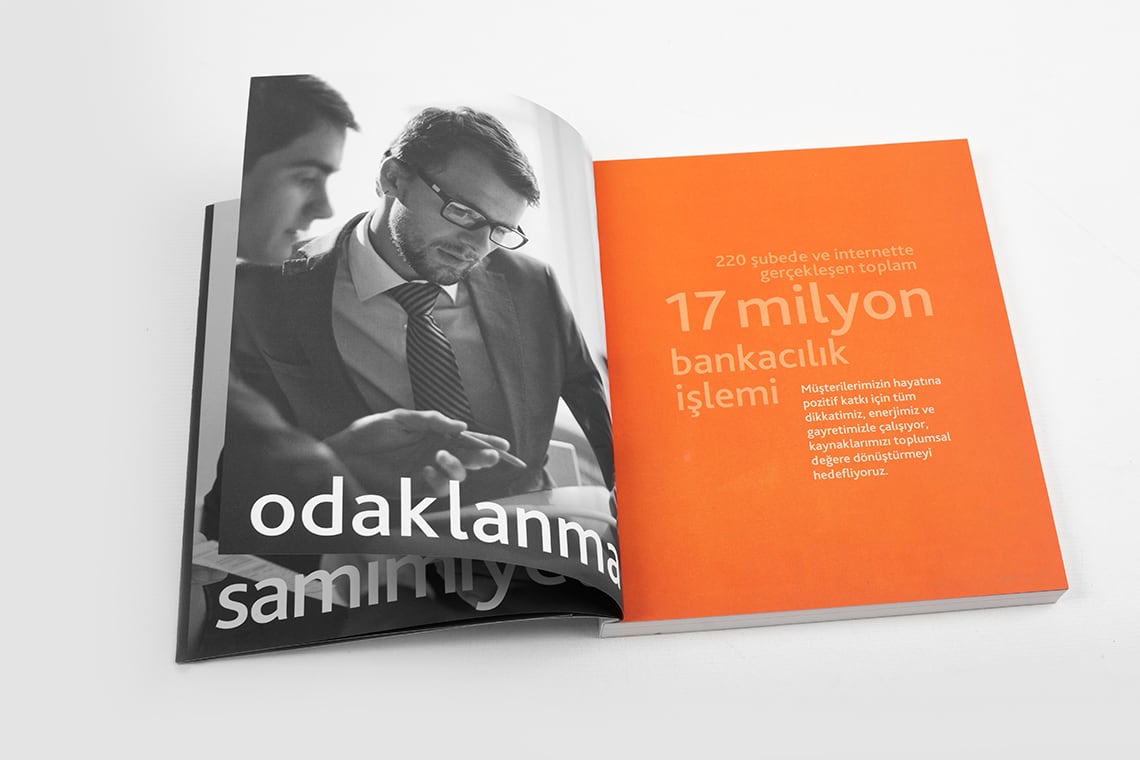 odaklanma
220 şubede ve internette
gerçekleşen toplam
17 milyon
bankacılık
işlemi
Müşterilerimizin hayatına
pozitif katkı için tüm
dikkatimiz, enerjimiz ve
gayretimizle çalışıyor,
kaynaklarımızı toplumsal
değere dönüştürmeyi
hedefliyoruz.